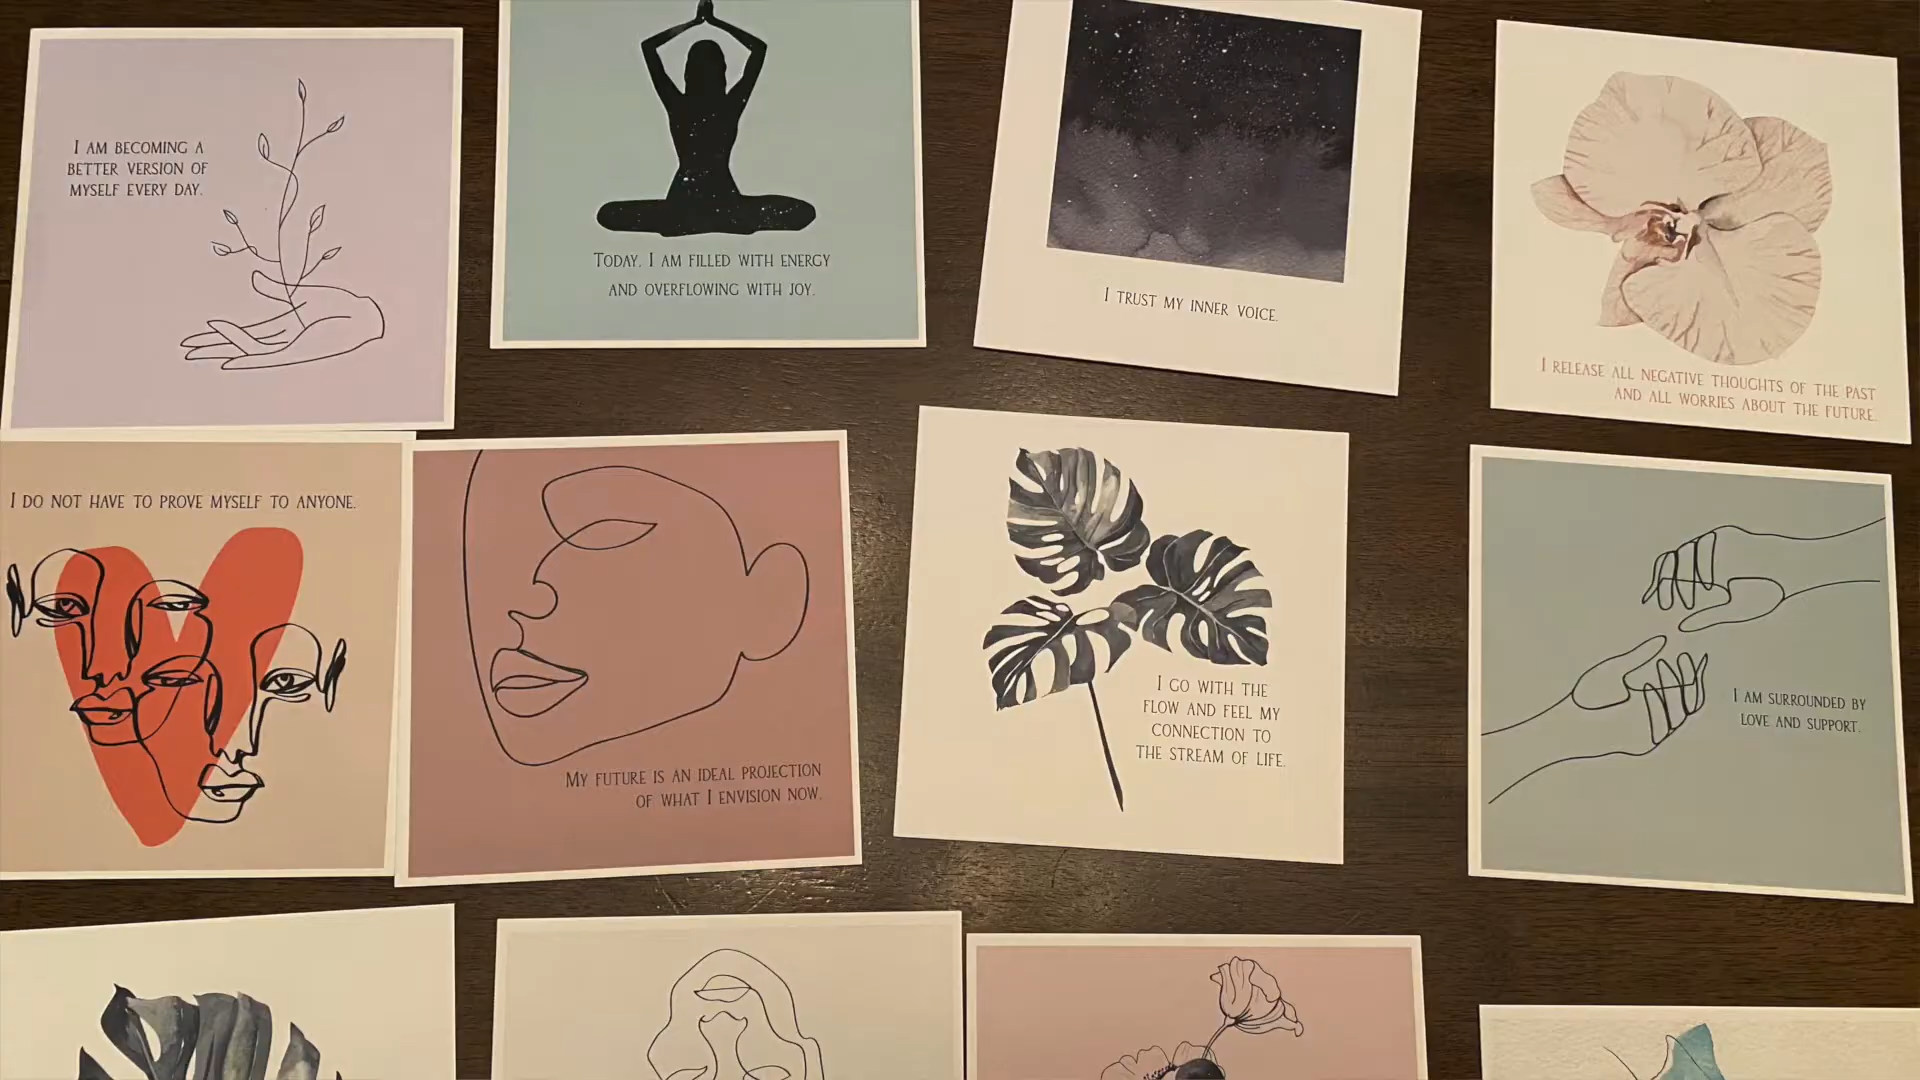 I AM BECOMING A
BETTER VERSION OF
MYSELF EVERY DAY.
TODAY, I AM FILLED WITH ENERGY
AND OVERFLOWING WITH JOY.
I TRUST MY INNER VOICE.
I RELEASE ALL NEGATIVE THOUGHTS OF THE PAST
AND ALL WORRIES ABOUT THE FUTURE.
I DO NOT HAVE TO PROVE MYSELF TO ANYONE.
MY FUTURE IS AN IDEAL PROJECTION
OF WHAT I ENVISION NOW.
I GO WITH THE
FLOW AND FEEL MY
CONNECTION TO
THE STREAM OF LIFE.
I AM SURROUNDED BY
LOVE AND SUPPORT.